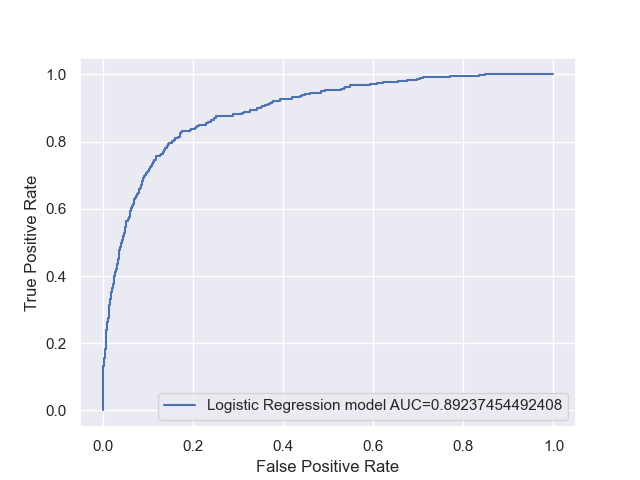 1.0
0.8
0.6
0.4
0.2
0.0
True Positive Rate
Logistic Regression model AUC=0.89237454492408
0.0 0.2 0.4 0.6 0.8 1.0
False Positive Rate